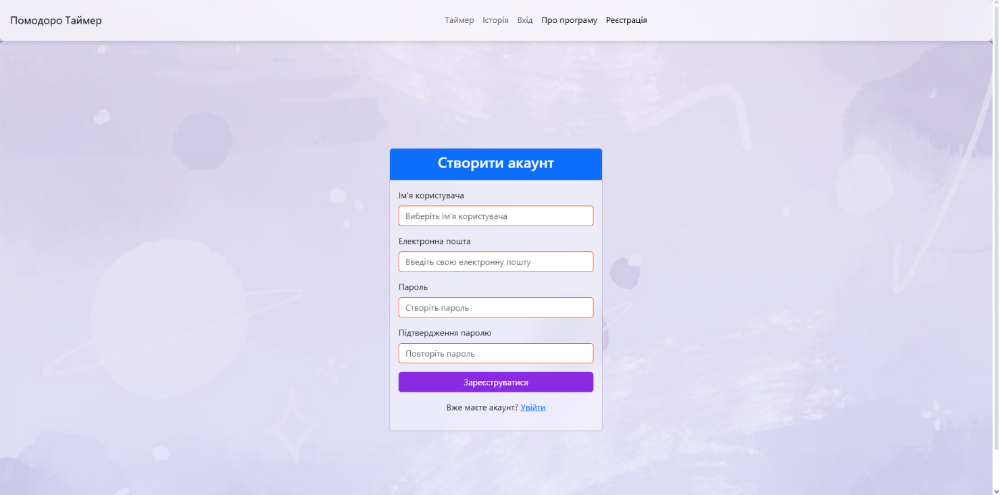 Помодоро Таймер
Таймер Історія Вхід Про програму Реєстрація
Створити акаунт
Ім'я користувача
Виберіть ім'я користувача
Електронна пошта
Введіть свою електронну пошту
Пароль
Створіть пароль
Підтвердження паролю
Повторіть пароль
Зареєструватися
Вже маєте акаунт? Увійти